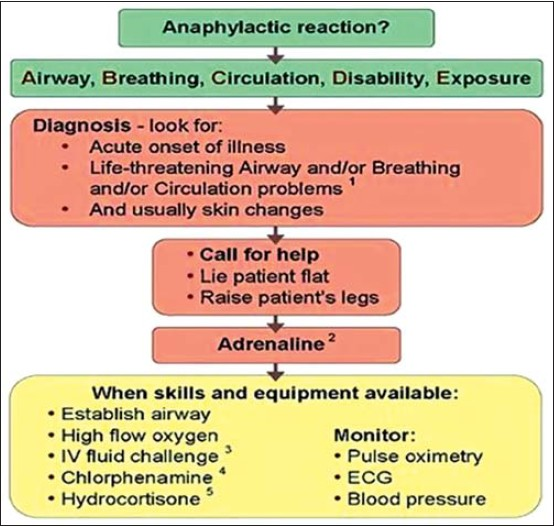 Anaphylactic reaction?
Airway, Breathing, Circulation, Disability, Exposure
Diagnosis - look for:
• Acute onset of illness
• Life-threatening Airway and/or Breathing
and/or Circulation problems 1
• And usually skin changes
• Call for help
• Lie patient flat
• Raise patient's legs
Adrenaline 2
When skills and equipment available:
• Establish airway
• High flow oxygen
• IV fluid challenge 3
• Chlorphenamine 4
• Hydrocortisone 5
Monitor:
• Pulse oximetry
• ECG
• Blood pressure